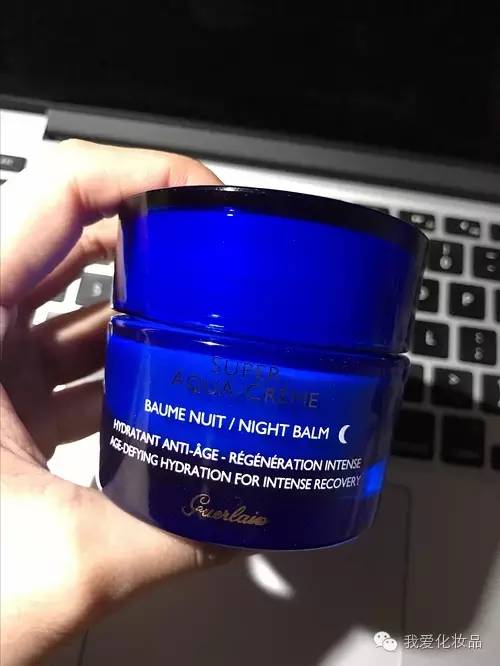 SUPER
AQUA-CRÈME
BAUME NUIT / NIGHT BALM
HYDRATANT ANTI-ÂGE - RÉGÉNÉRATION INTENSE
AGE-DEFYING HYDRATION FOR INTENSE RECOVERY
Guerlain
我爱化妆品